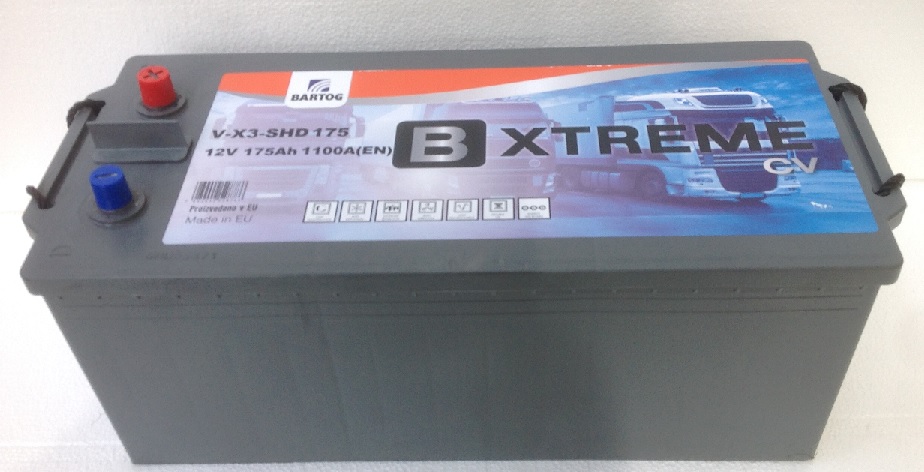 BARTOG
V-X3-SHD 175
12V 175Ah 1100A(EN)
B XTREME
CV
Proizvedeno v EU
Made in EU